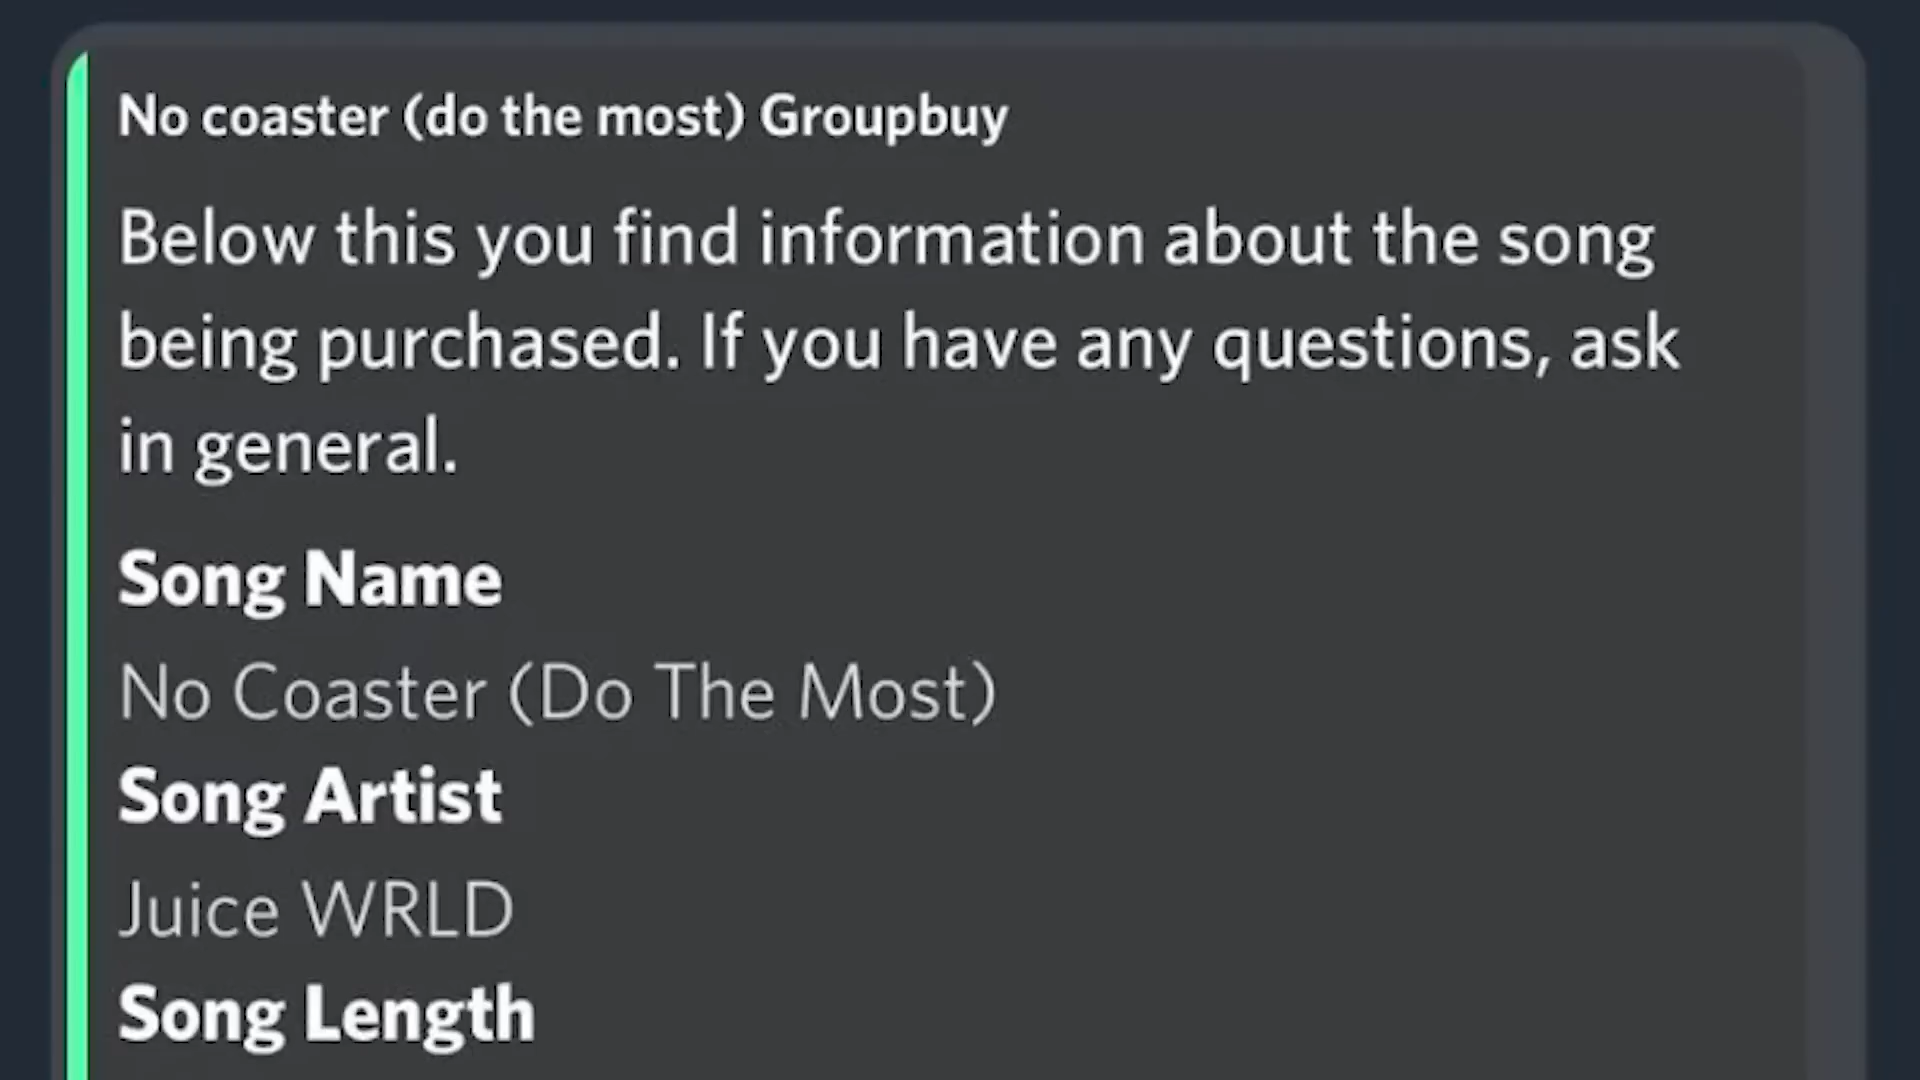 No coaster (do the most) Groupbuy
Below this you find information about the song
being purchased. If you have any questions, ask
in general.
Song Name
No Coaster (Do The Most)
Song Artist
Juice WRLD
Song Length